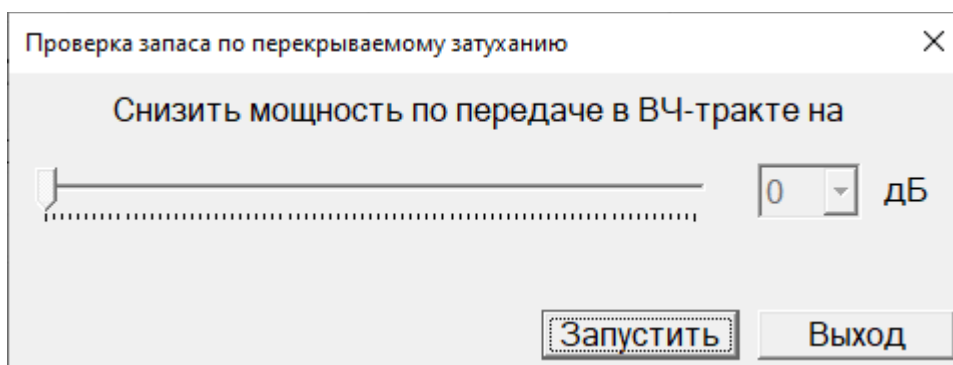 Проверка запаса по перекрываемому затуханию
Снизить мощность по передаче в ВЧ-тракте на
0 дБ
Запустить Выход